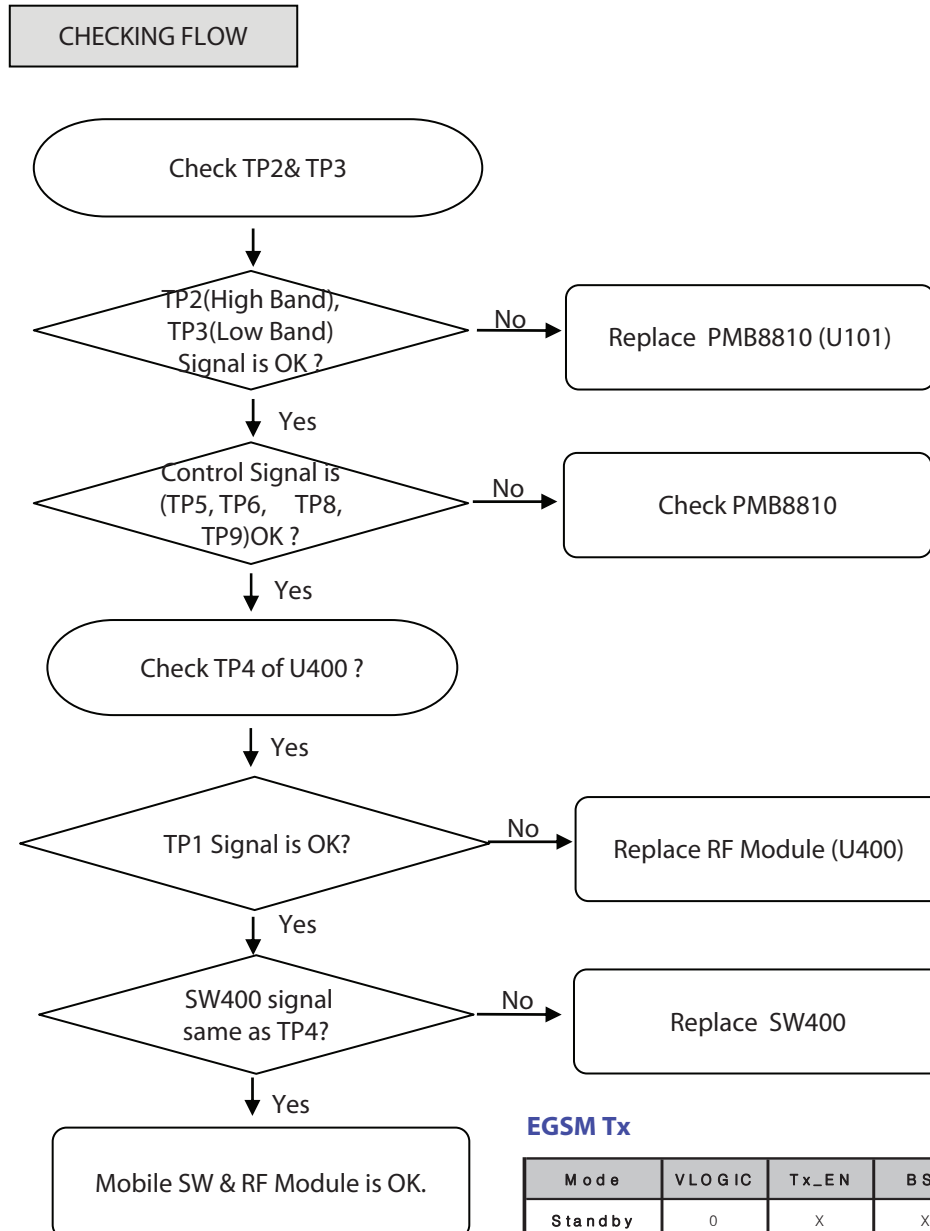 CHECKING FLOW
Check TP2& TP3
TP2(High Band),
TP3(Low Band)
Signal is OK ?
No
Replace PMB8810 (U101)
Yes
Control Signal is
(TP5, TP6, TP8,
TP9)OK ?
No
Check PMB8810
Yes
Check TP4 of U400 ?
Yes
TP1 Signal is OK?
No
Replace RF Module (U400)
Yes
SW400 signal
same as TP4?
No
Replace SW400
Yes
Mobile SW & RF Module is OK.
EGSM Tx
Mode VLOGIC Tx_EN
Standby 0 X X